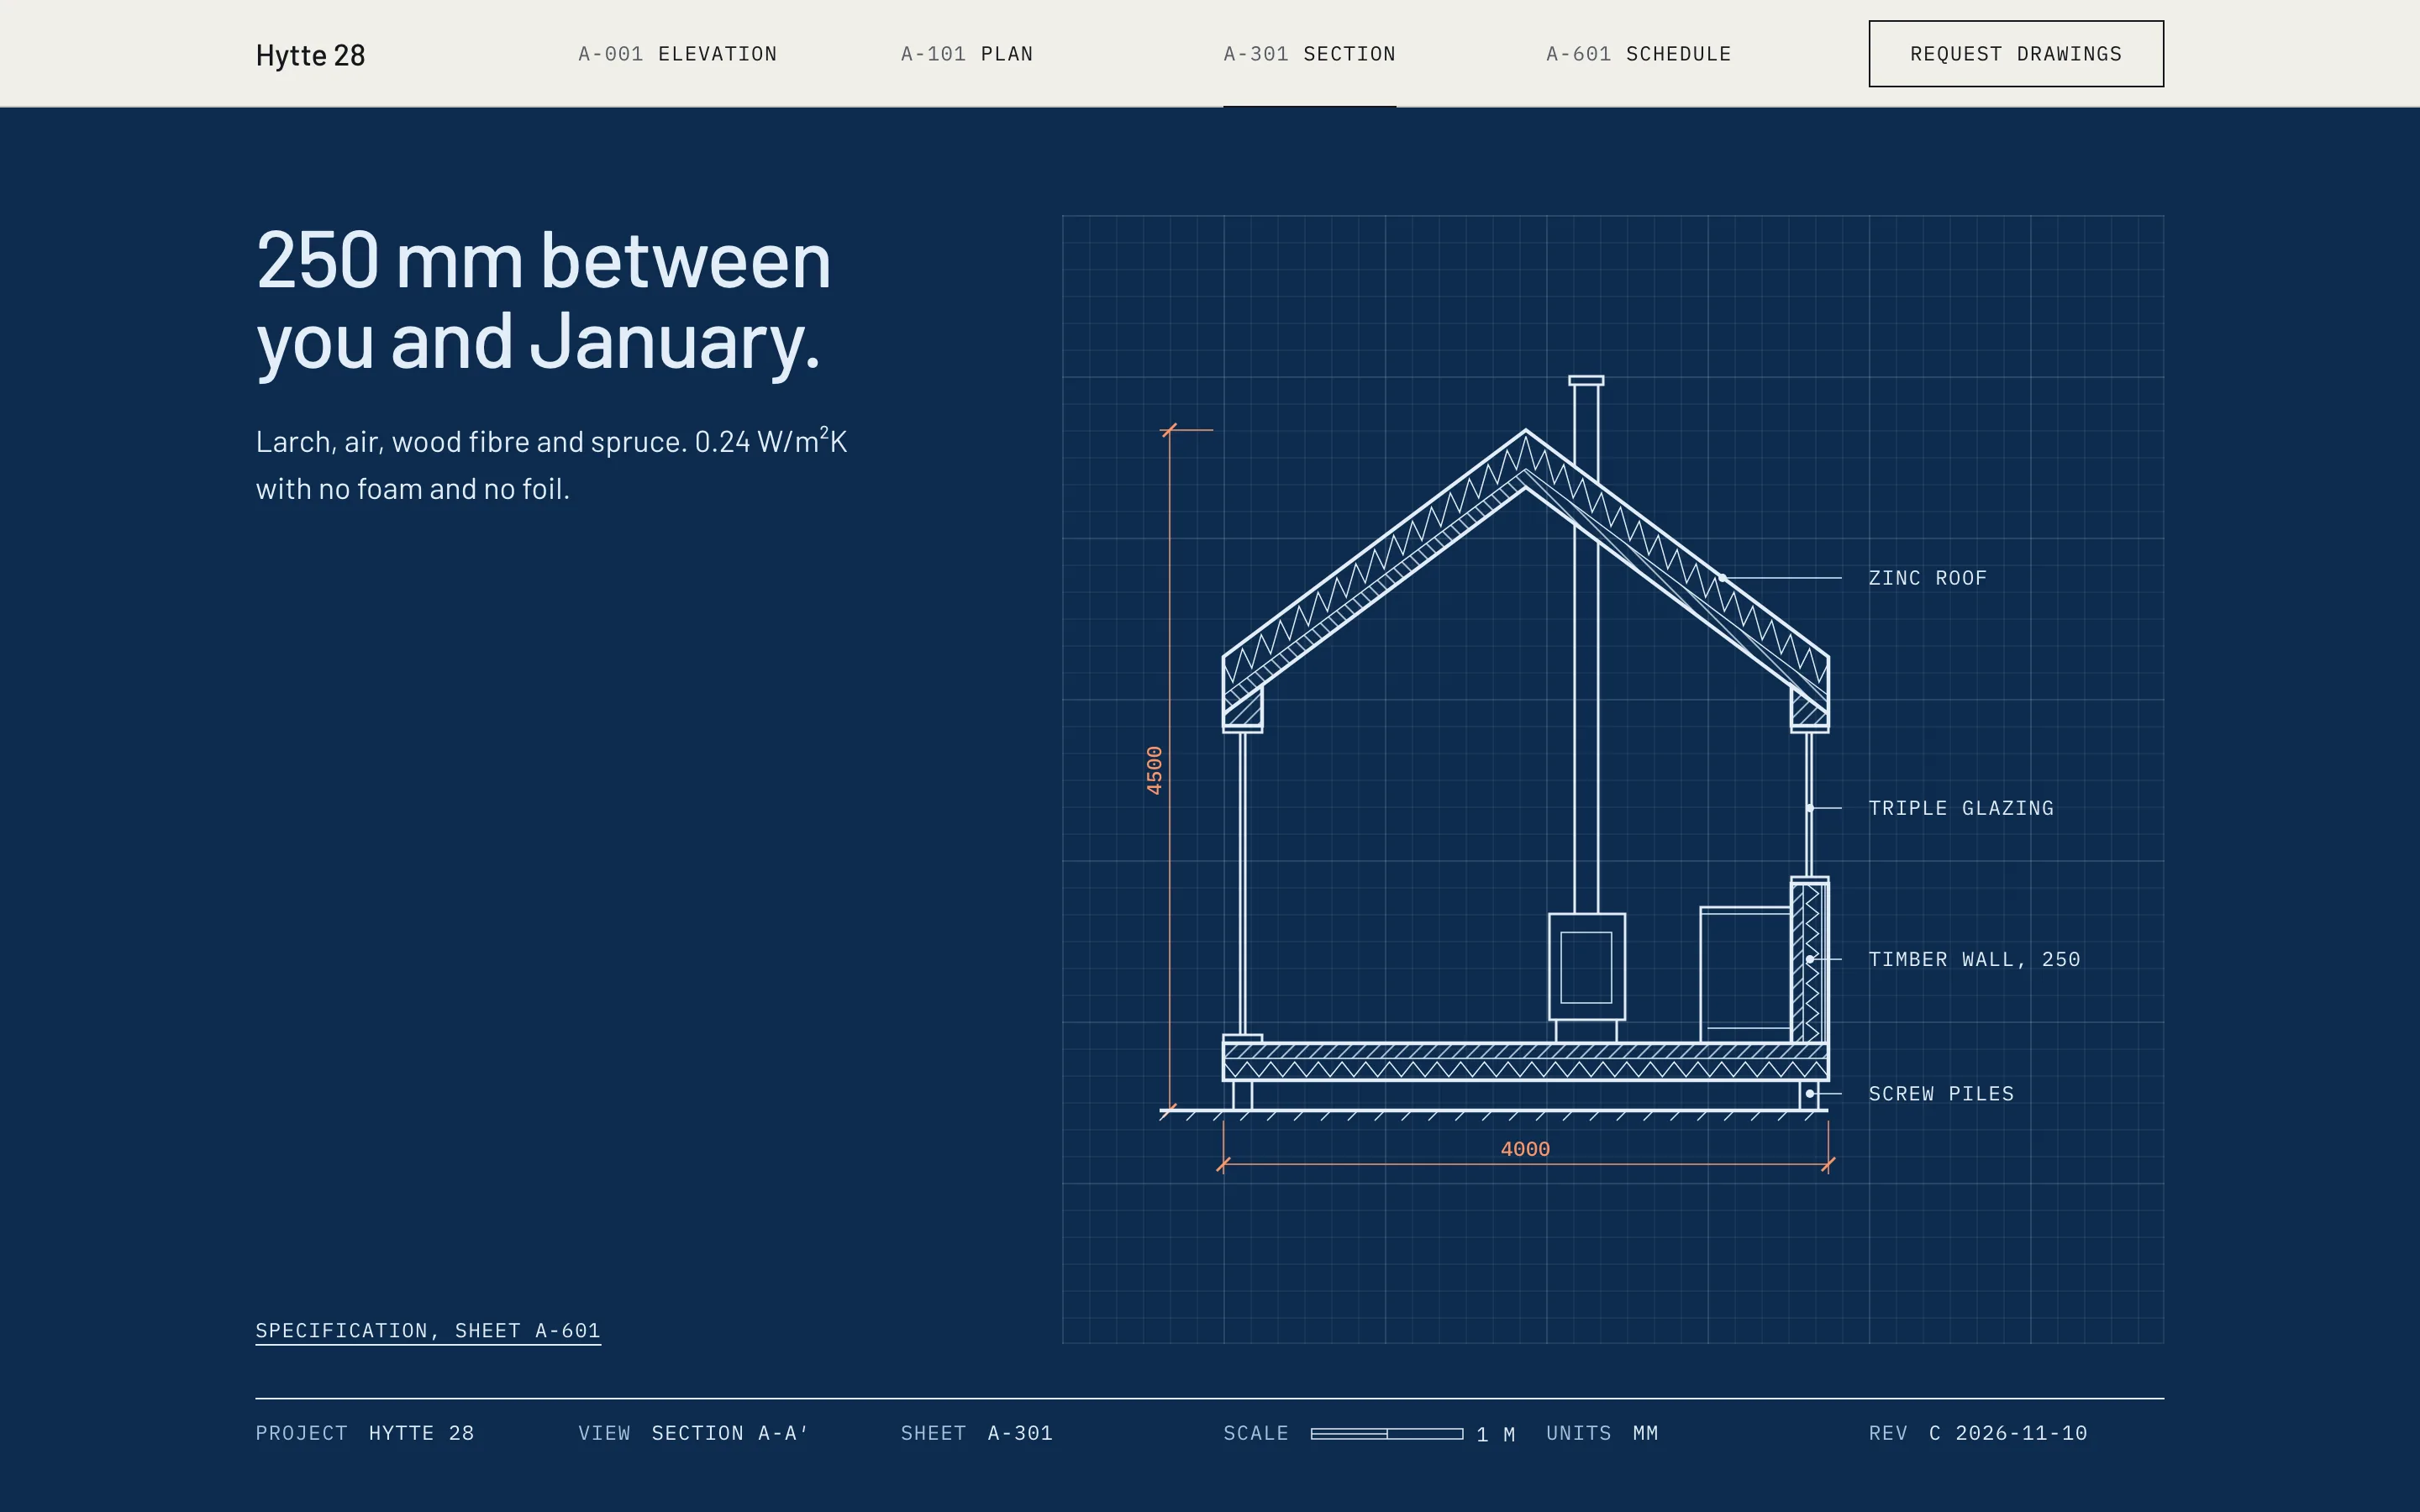 Hytte 28
A-001 ELEVATION
A-101 PLAN
A-301 SECTION
A-601 SCHEDULE
REQUEST DRAWINGS
250 mm between
you and January.
Larch, air, wood fibre and spruce. 0.24 W/m²K
with no foam and no foil.
ZINC ROOF
4500
TRIPLE GLAZING
TIMBER WALL, 250
SCREW PILES
4000
SPECIFICATION, SHEET A-601
PROJECT HYTTE 28
VIEW SECTION A-A'
SHEET A-301
SCALE 1 M
UNITS MM
REV C 2026-11-10